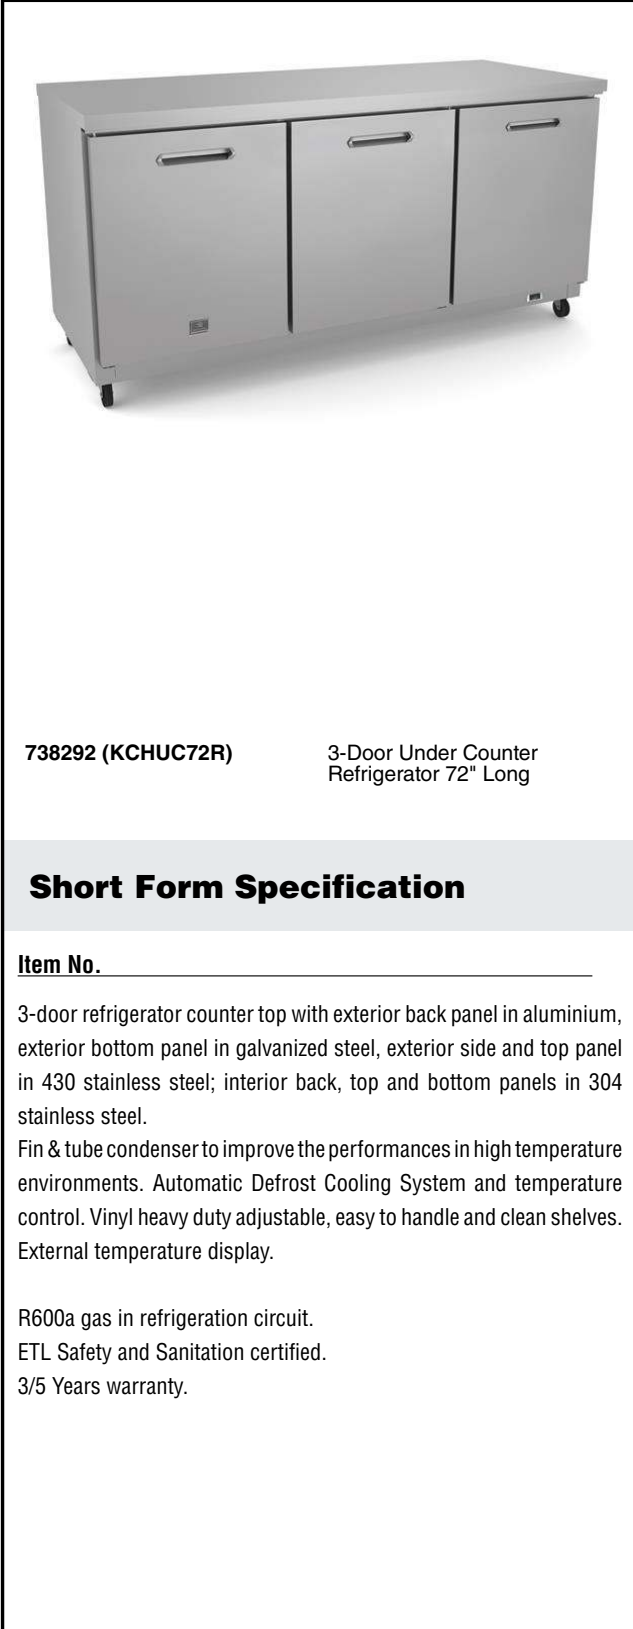 738292 (KCHUC72R)
3-Door Under Counter
Refrigerator 72" Long
Short Form Specification
Item No.
3-door refrigerator counter top with exterior back panel in aluminium,
exterior bottom panel in galvanized steel, exterior side and top panel
in 430 stainless steel; interior back, top and bottom panels in 304
stainless steel.
Fin & tube condenser to improve the performances in high temperature
environments. Automatic Defrost Cooling System and temperature
control. Vinyl heavy duty adjustable, easy to handle and clean shelves.
External temperature display.
R600a gas in refrigeration circuit.
ETL Safety and Sanitation certified.
3/5 Years warranty.